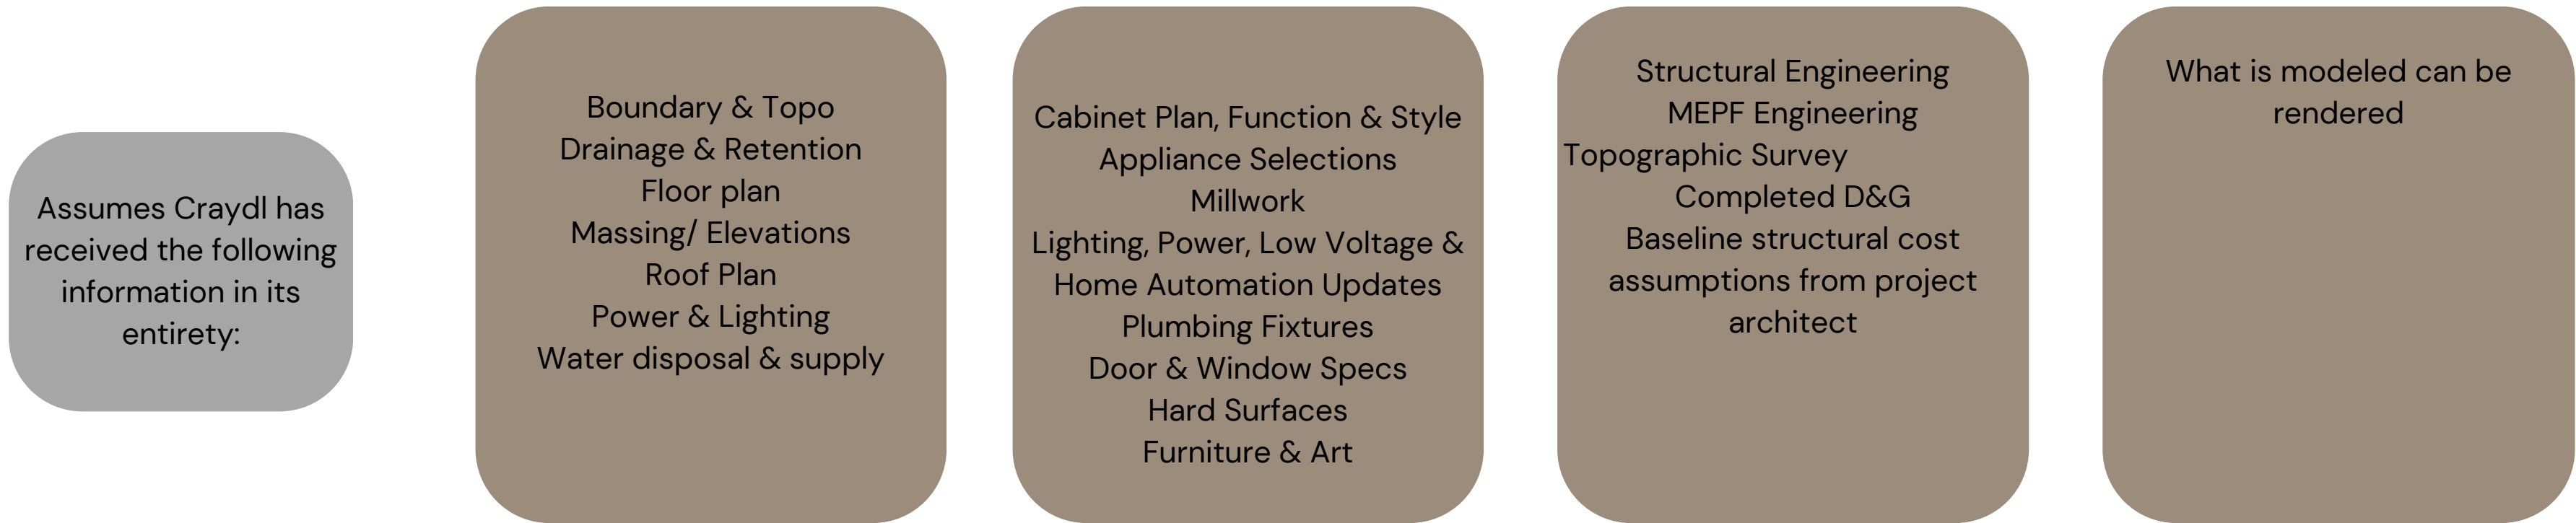 Assumes Craydl has
received the following
information in its
entirety:
Boundary & Topo
Drainage & Retention
Floor plan
Massing/ Elevations
Roof Plan
Power & Lighting
Water disposal & supply
Cabinet Plan, Function & Style
Appliance Selections
Millwork
Lighting, Power, Low Voltage &
Home Automation Updates
Plumbing Fixtures
Door & Window Specs
Hard Surfaces
Furniture & Art
Structural Engineering
MEPF Engineering
Topographic Survey
Completed D&G
Baseline structural cost
assumptions from project
architect
What is modeled can be
rendered